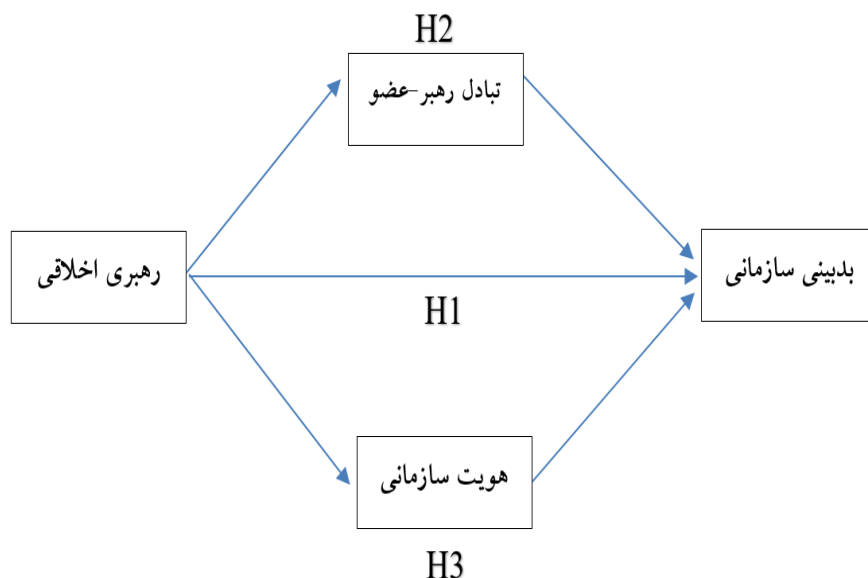 H2
تبادل رهبر-عضو
رهبری اخلاقی
بدبینی سازمانی
H1
هویت سازمانی
H3